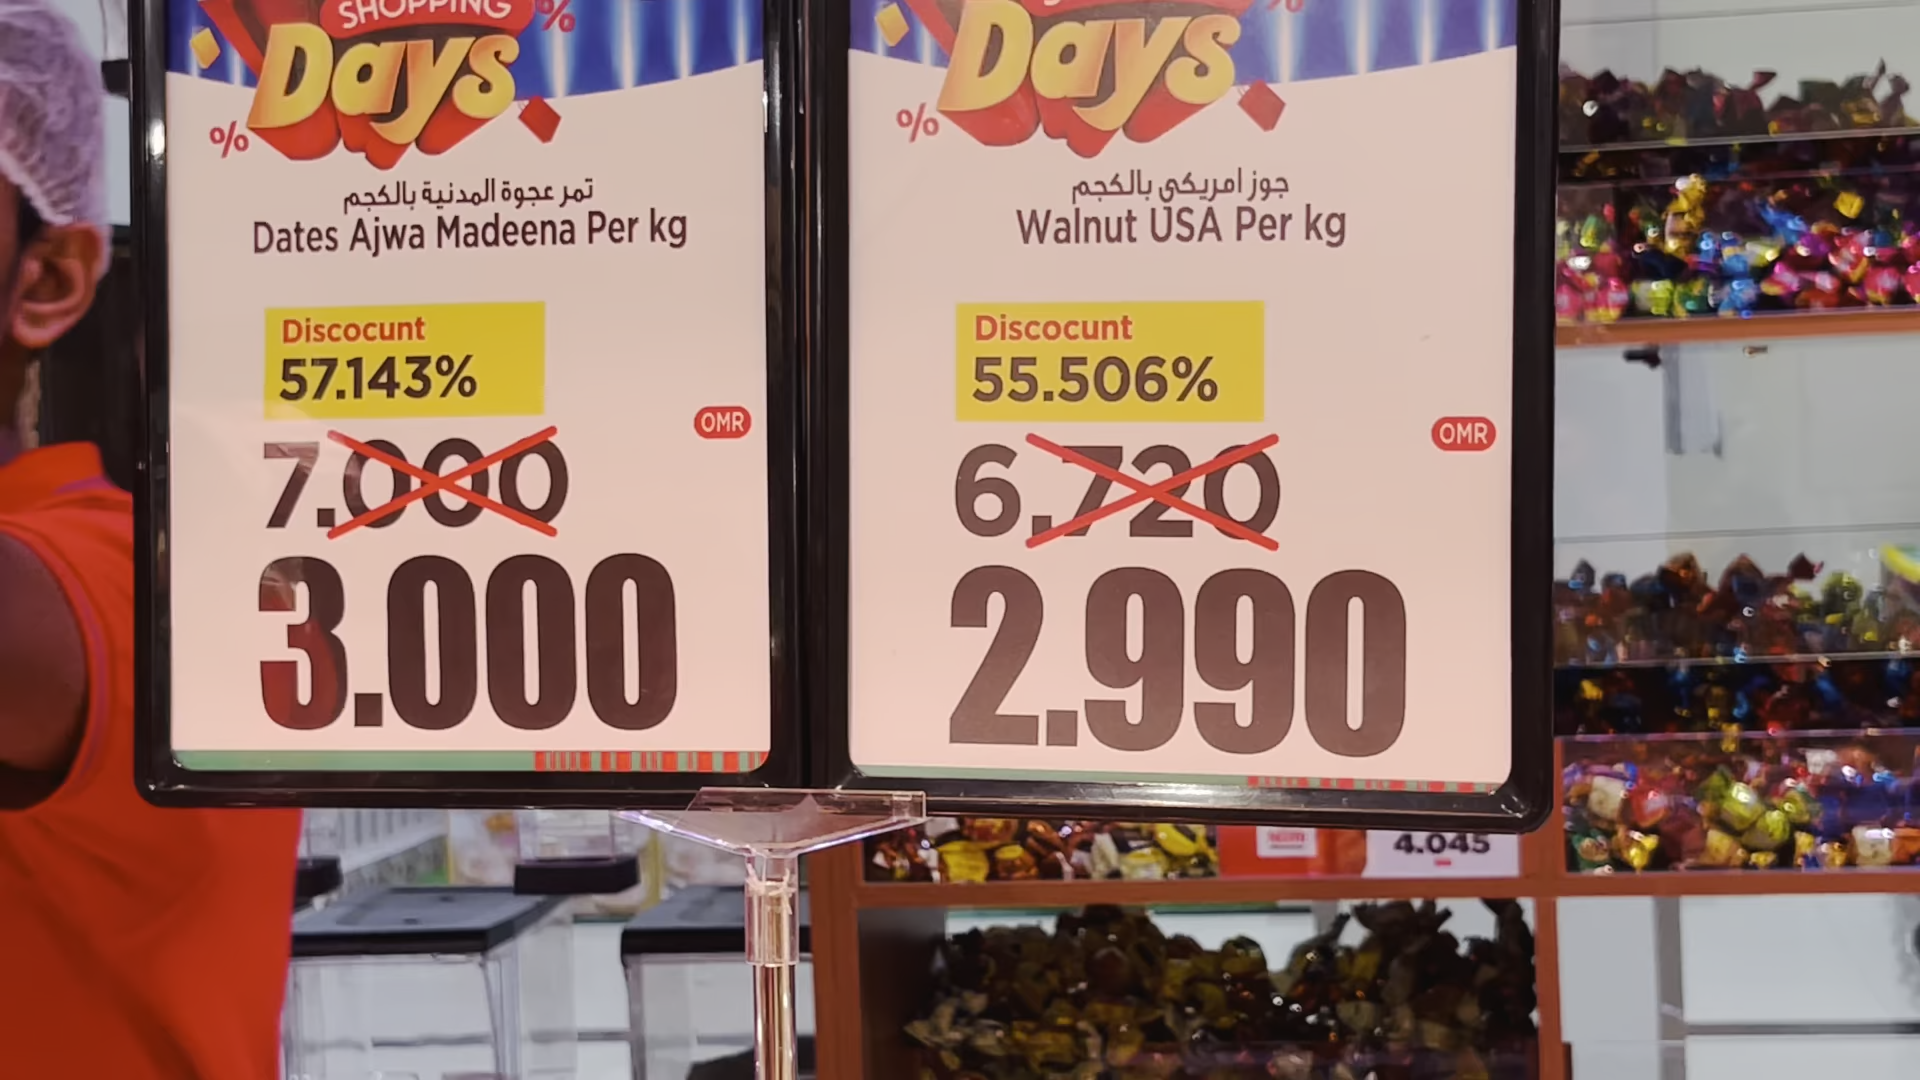 SHOPPING
Days
%
%
تمر عجوة المدنية بالكجم
Dates Ajwa Madeena Per kg
Discocunt
57.143%
OMR
7.000
3.000
Days
%
%
جوز امريكي بالكجم
Walnut USA Per kg
Discocunt
55.506%
OMR
6.720
2.990
4.045